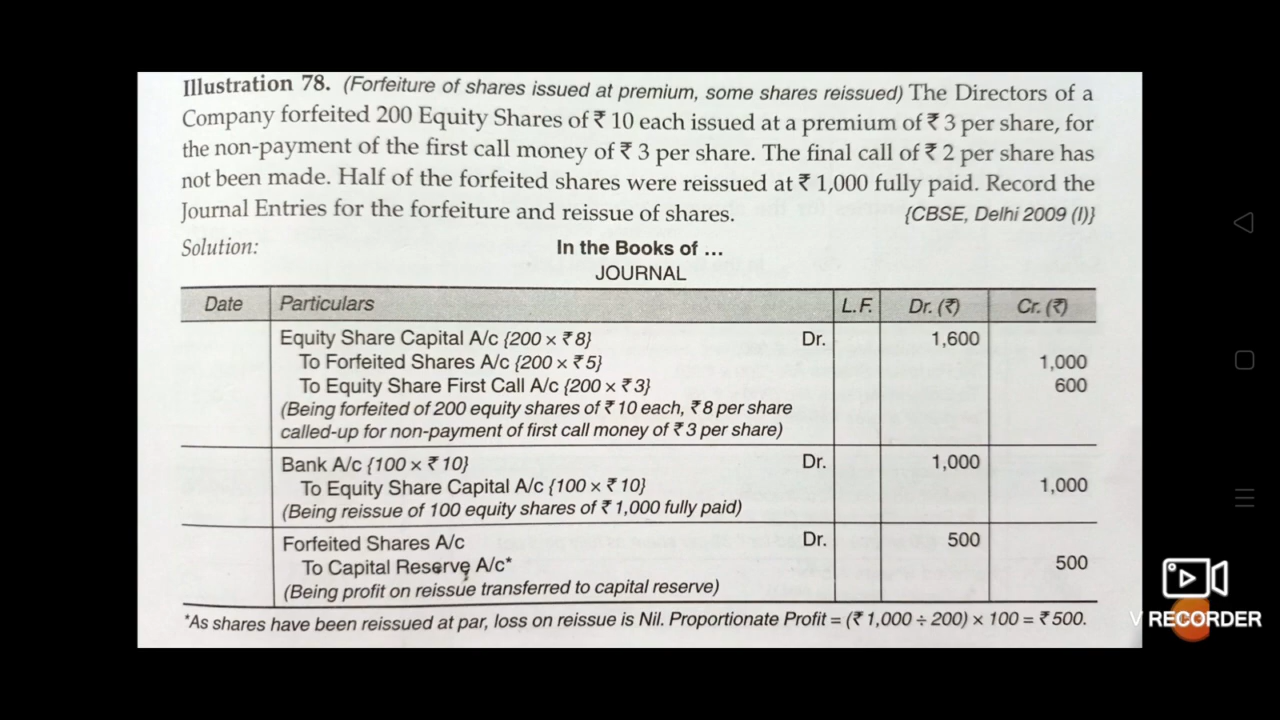 Illustration 78. (Forfeiture of shares issued at premium, some shares reissued) The Directors of a
Company forfeited 200 Equity Shares of ₹ 10 each issued at a premium of ₹ 3 per share, for
the non-payment of the first call money of ₹ 3 per share. The final call of ₹ 2 per share has
not been made. Half of the forfeited shares were reissued at ₹ 1,000 fully paid. Record the
Journal Entries for the forfeiture and reissue of shares. {CBSE, Delhi 2009 (I)}
Solution: In the Books of ...
JOURNAL
Date Particulars L.F. Dr. (₹) Cr. (₹)
Equity Share Capital A/c {200 × ₹ 8} Dr. 1,600
To Forfeited Shares A/c {200 × ₹ 5} 1,000
To Equity Share First Call A/c {200 × ₹ 3} 600
(Being forfeited of 200 equity shares of ₹ 10 each, ₹ 8 per share
called-up for non-payment of first call money of ₹ 3 per share)
Bank A/c {100 × ₹ 10} Dr. 1,000
To Equity Share Capital A/c {100 × ₹ 10} 1,000
(Being reissue of 100 equity shares of ₹ 1,000 fully paid)
Forfeited Shares A/c Dr. 500
To Capital Reserve A/c* 500
(Being profit on reissue transferred to capital reserve)
*As shares have been reissued at par, loss on reissue is Nil. Proportionate Profit = (₹ 1,000 ÷ 200) × 100 = ₹ 500.
V RECORDER